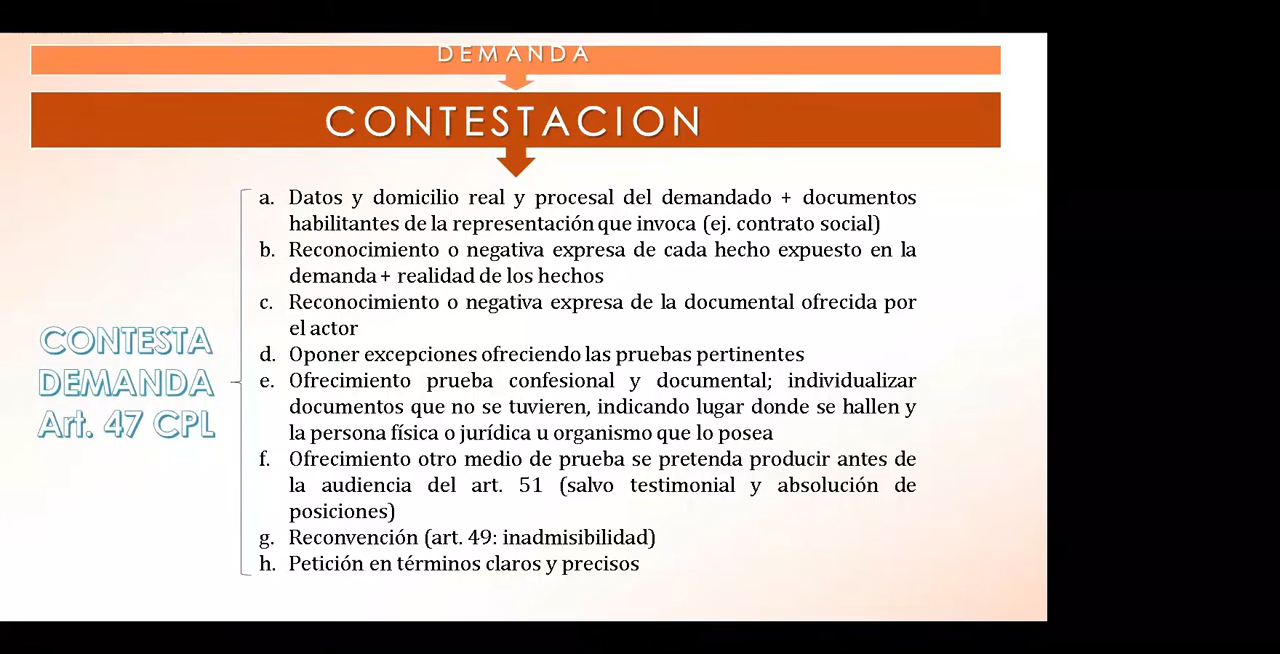 DEMANDA
CONTESTACION
CONTESTA
DEMANDA
Art. 47 CPL
a. Datos y domicilio real y procesal del demandado + documentos
habilitantes de la representación que invoca (ej. contrato social)
b. Reconocimiento o negativa expresa de cada hecho expuesto en la
demanda + realidad de los hechos
c. Reconocimiento o negativa expresa de la documental ofrecida por
el actor
d. Oponer excepciones ofreciendo las pruebas pertinentes
e. Ofrecimiento prueba confesional y documental; individualizar
documentos que no se tuvieren, indicando lugar donde se hallen y
la persona física o jurídica u organismo que lo posea
f. Ofrecimiento otro medio de prueba se pretenda producir antes de
la audiencia del art. 51 (salvo testimonial y absolución de
posiciones)
g. Reconvención (art. 49: inadmisibilidad)
h. Petición en términos claros y precisos